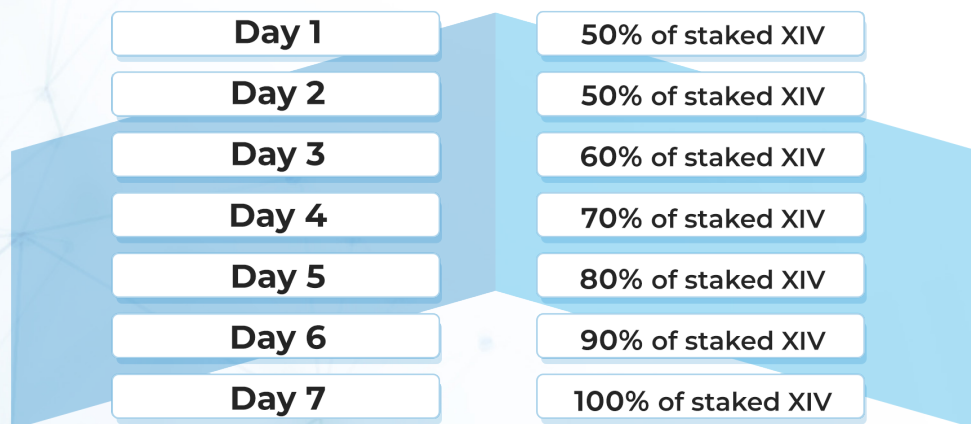 Day 1 50% of staked XIV
Day 2 50% of staked XIV
Day 3 60% of staked XIV
Day 4 70% of staked XIV
Day 5 80% of staked XIV
Day 6 90% of staked XIV
Day 7 100% of staked XIV